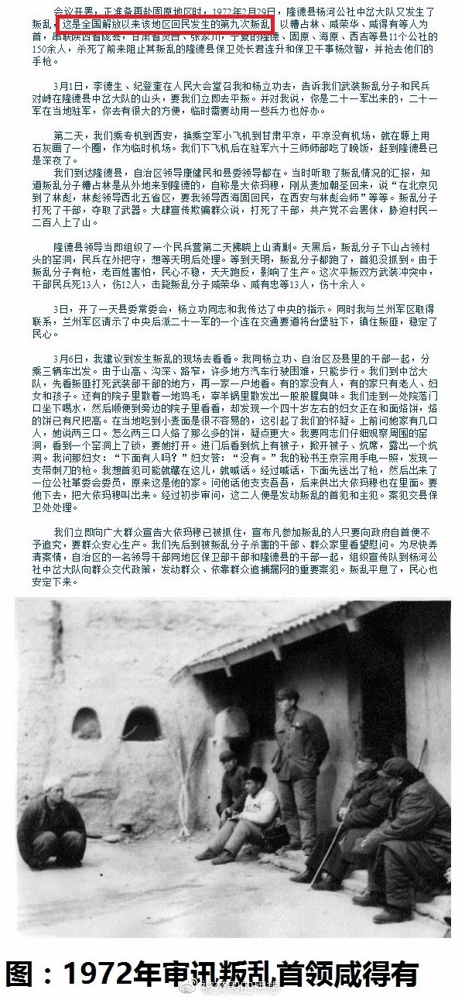 会议开罢，正准备再赴固原地区时，1972年2月29日，隆德县杨河公社中岔大队又发生了
叛乱，这是全国解放以来该地区回民发生的第九次叛乱。以糟占林、咸荣华、咸得有等人为
首，串联陕西省陇县，甘肃省灵台、张家川，宁夏的隆德、固原、海原、西吉等县11个公社的
150余人，杀死了前来阻止其叛乱的隆德县保卫处长君连升和保卫干事杨效智，并抢去他们的
手枪。
3月1日，李德生、纪登奎在人民大会堂召我和杨立功去，告诉我们武装叛乱分子和民兵
对峙在隆德县中岔大队的山头，要我们立即去平叛。并对我说，你是二十一军出来的，二十一
军在当地驻军，你去有很大的方便，临时需要动用一些兵力也好办。
第二天，我们乘专机到西安，换乘空军小飞机到甘肃平凉，平凉没有机场，就在塬上用
石灰画了一个圈，作为临时机场。我们下飞机后在驻军六十三师师部吃了晚饭，赶到隆德县已
是深夜了。
我们到达隆德县，自治区领导康健民和县委领导都在。当时听取了叛乱情况的汇报，知
道叛乱分子糟占林是从外地来到隆德的，自称是大依玛穆，刚从麦加朝圣回来，说“在北京见
到了林彪，林彪领导西北五省区，要我领导西海固回民，在西安与林彪会师”等等。叛乱分子
打死了干部，夺取了武器。大肆宣传欺骗群众说，打死了干部，共产党不会罢休，胁迫村民一
二百人上了山。
隆德县领导当即组织了一个民兵营第二天拂晓上山清剿。天黑后，叛乱分子下山占领村
头的窑洞，民兵在外把守，想等天明后处理。等到天明，叛乱分子都跑了，首犯没抓到。由于
叛乱分子有枪，老百姓害怕，民心不稳，天天跑反，影响了生产。这次平叛双方武装冲突中，
干部民兵死13人，伤12人，击毙叛乱分子咸荣华、咸有忠等13人，伤十余人。
3日，开了一天县委常委会，杨立功同志和我传达了中央的指示。同时我与兰州军区取得
联系，兰州军区请示了中央后派二十一军的一个连在交通要道将台堡驻下，镇住叛匪，稳定了
民心。
3月6日，我建议到发生叛乱的现场去看看。我同杨立功、自治区及县里的干部一起，分
乘三辆车出发。由于山高、沟深、路窄，许多地方汽车行驶困难，只能步行。我们到中岔大
队，先看叛匪打死武装部干部的地方，再一家一户地看。有的家没有人，有的家只有老人、妇
女和孩子。还有的院子里散着一地鸡毛，宰羊锅里散发出一股股腥臭味。我们走到一处院落门
口坐下喝水，然后顺便到旁边的院子里看看，却发现一个四十岁左右的妇女正在和面烙饼，烙
的饼已有尺把高。在当地吃到小麦面是很不容易的，这引起了我们的怀疑。上前问她家有几口
人，她说两三口。怎么两三口人烙了那么多的饼，疑点更大。我要同志们仔细观察周围的窑
洞，看到一个窑洞上了锁，要她打开。进门后看到炕上有被子，掀开被子、炕席，露出一个炕
洞。我问那妇女：“下面有人吗？”妇女答：“没有。”我的秘书王京宗用手电一照，发现一
支带刺刀的枪。我想首犯可能就藏在这儿，就喊话。经过喊话，下面先送出了枪，然后出来了
一位公社革委会委员，原来这是他的家。问他话他支支吾吾，后来供出大依玛穆也在里面。要
他下去，把大依玛穆叫出来。经过初步审问，这二人便是发动叛乱的首犯和主犯。案犯交县保
卫处处理。
我们立即向广大群众宣告大依玛穆已被抓住，宣布凡参加叛乱的人只要向政府自首便不
予追究，要群众安心生产。我们先后到被叛乱分子杀害的干部、群众家里看望慰问。为尽快弄
清案情，自治区的一名领导干部同地区保卫部干部和隆德县的干部一起，组织宣传队到杨河公
社中岔大队向群众交代政策，发动群众、依靠群众追捕漏网的重要案犯。叛乱平息了，民心也
安定下来。
图：1972年审讯叛乱首领咸得有